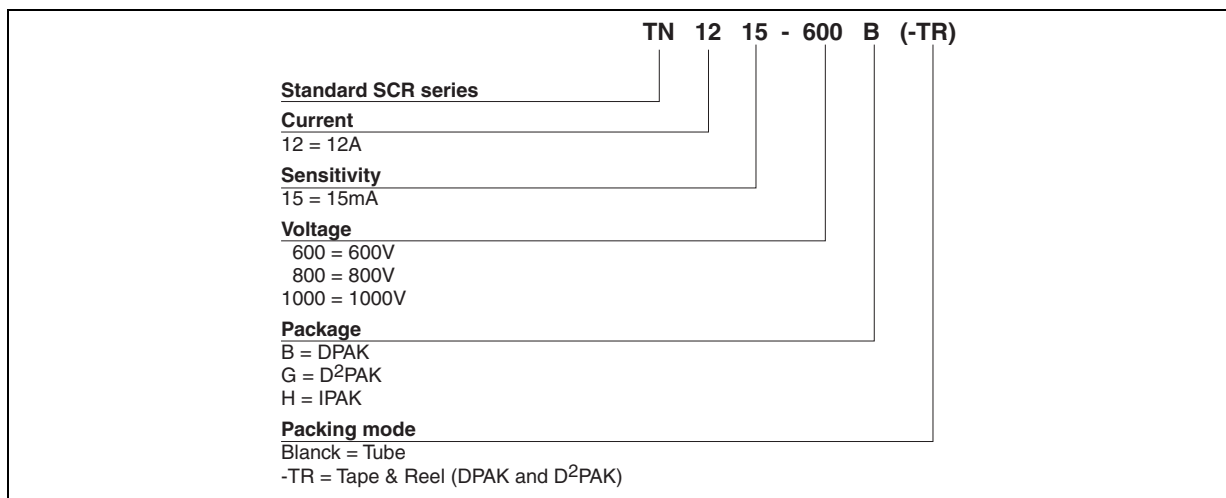 TN 12 15 - 600 B (-TR)
Standard SCR series
Current
12 = 12A
Sensitivity
15 = 15mA
Voltage
600 = 600V
800 = 800V
1000 = 1000V
Package
B = DPAK
G = D²PAK
H = IPAK
Packing mode
Blanck = Tube
-TR = Tape & Reel (DPAK and D²PAK)